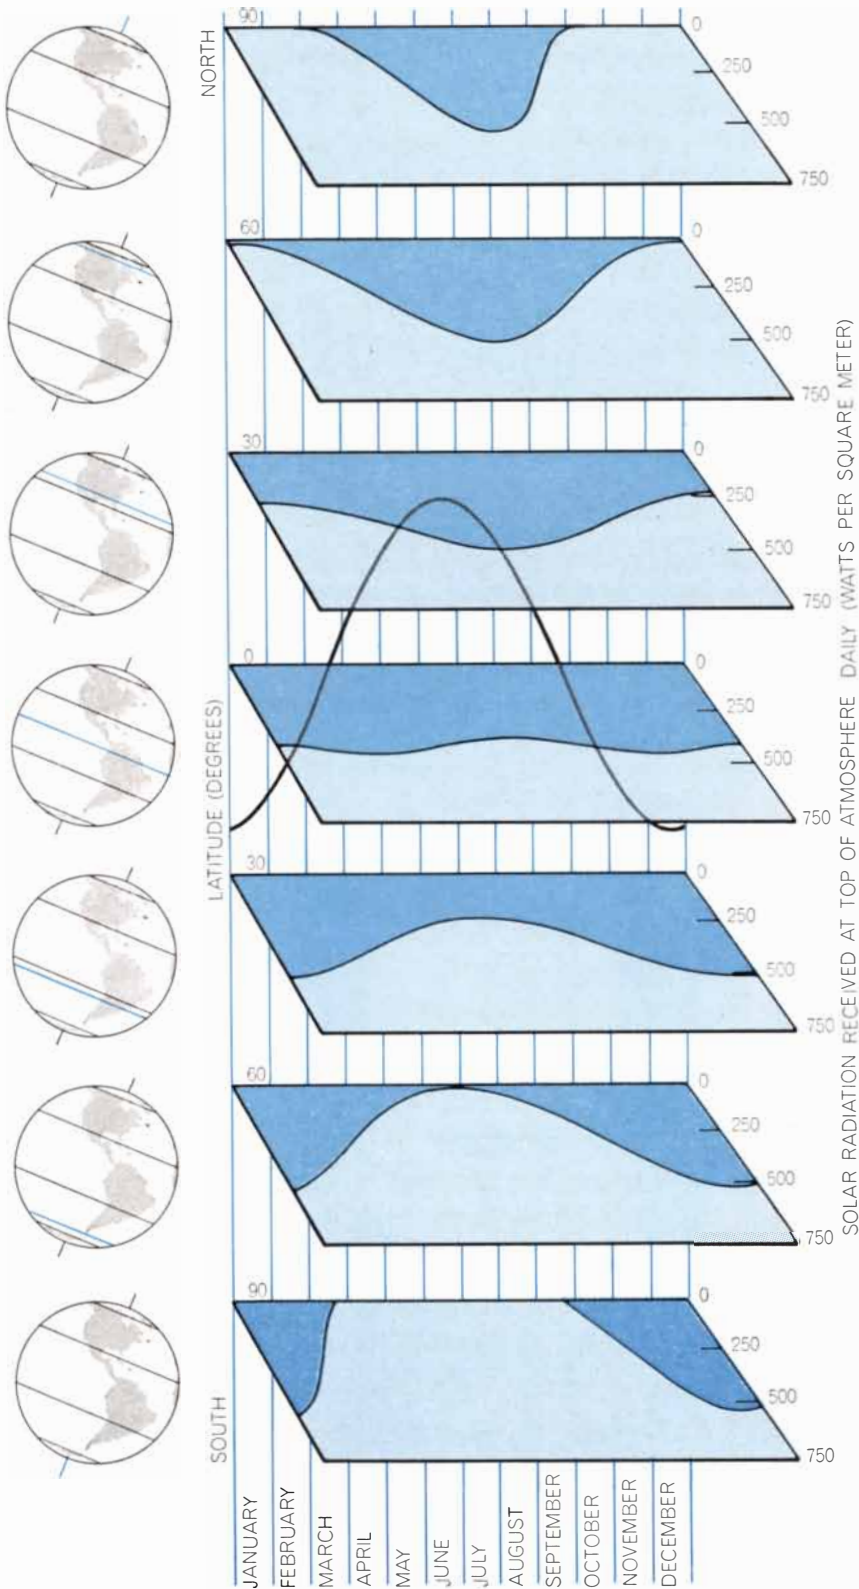 NORTH
90
0
250
500
750
60
0
250
500
750
30
0
250
500
750
LATITUDE (DEGREES)
0
0
250
500
750
30
0
250
500
750
60
0
250
500
750
SOUTH
90
0
250
500
750
JANUARY
FEBRUARY
MARCH
APRIL
MAY
JUNE
JULY
AUGUST
SEPTEMBER
OCTOBER
NOVEMBER
DECEMBER
SOLAR RADIATION RECEIVED AT TOP OF ATMOSPHERE DAILY (WATTS PER SQUARE METER)